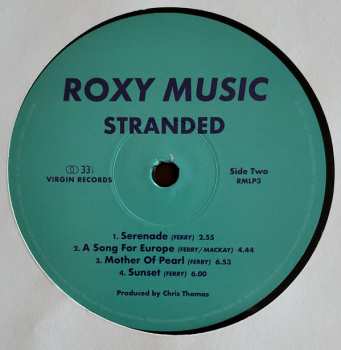 ROXY MUSIC
STRANDED
33⅓
VIRGIN RECORDS
Side Two
RMLP3
1. Serenade (FERRY) 2.55
2. A Song For Europe (FERRY/MACKAY) 4.44
3. Mother Of Pearl (FERRY) 6.53
4. Sunset (FERRY) 6.00
Produced by Chris Thomas